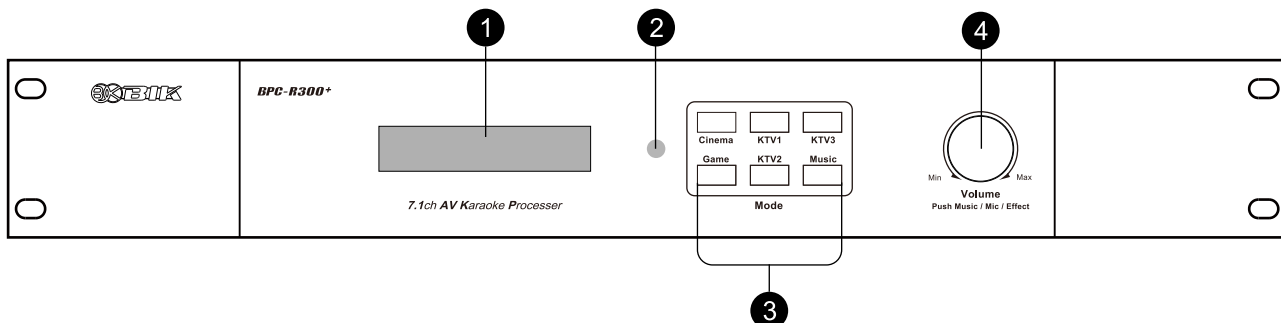 1
2
4
BIK
BPC-R300+
Cinema KTV1 KTV3
Game KTV2 Music
Min Max
Volume
Push Music / Mic / Effect
7.1ch AV Karaoke Processer
Mode
3